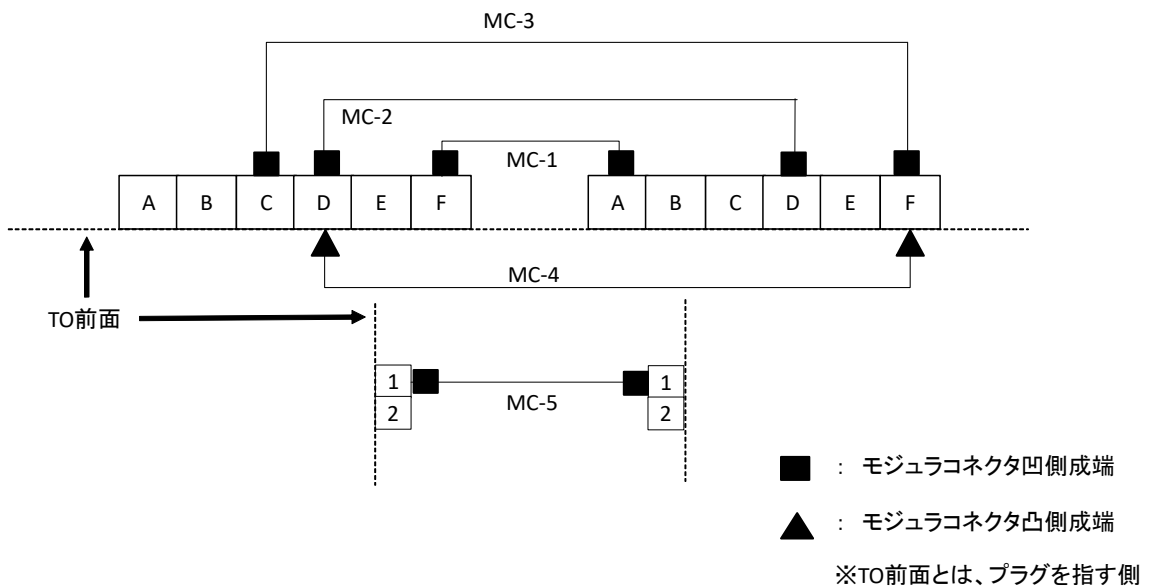 MC-3
MC-2
MC-1
A B C D E F A B C D E F
MC-4
TO前面
1 1
MC-5
2 2
： モジュラコネクタ凹側成端
： モジュラコネクタ凸側成端
※TO前面とは、プラグを指す側